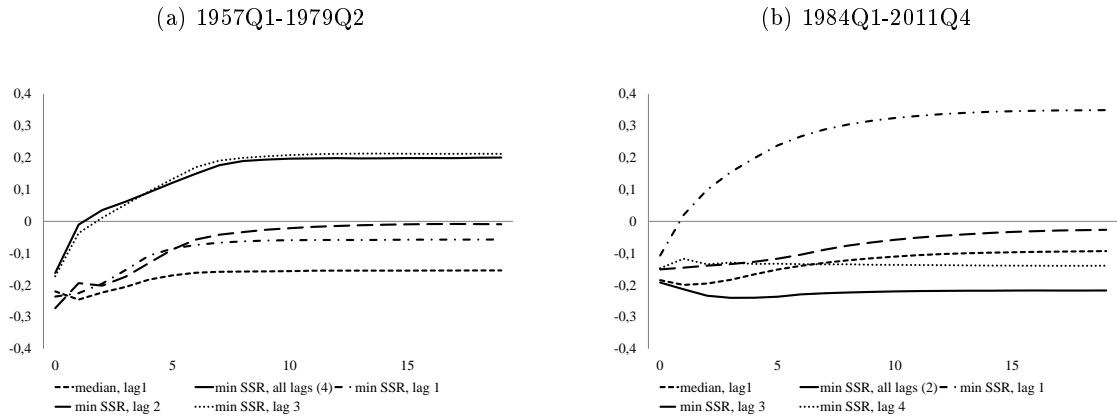 (a) 1957Q1-1979Q2
0,4
0,3
0,2
0,1
0
-0,1
-0,2
-0,3
-0,4
0 5 10 15
median, lag1 min SSR, all lags (4) min SSR, lag 1
min SSR, lag 2 min SSR, lag 3
(b) 1984Q1-2011Q4
0,4
0,3
0,2
0,1
0
-0,1
-0,2
-0,3
-0,4
0 5 10 15
median, lag1 min SSR, all lags (2) min SSR, lag 1
min SSR, lag 3 min SSR, lag 4